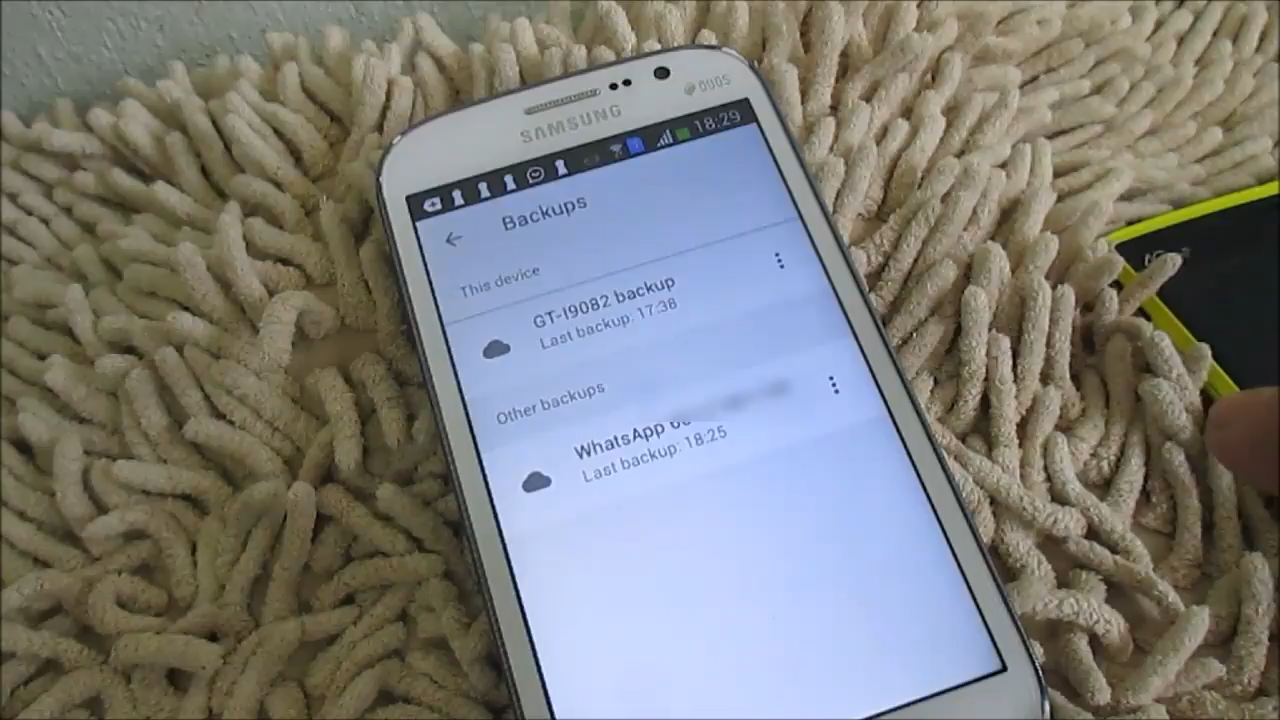 DUOS
SAMSUNG
18:29
Backups
This device
GT-I9082 backup
Last backup: 17:38
Other backups
WhatsApp
Last backup: 18:25